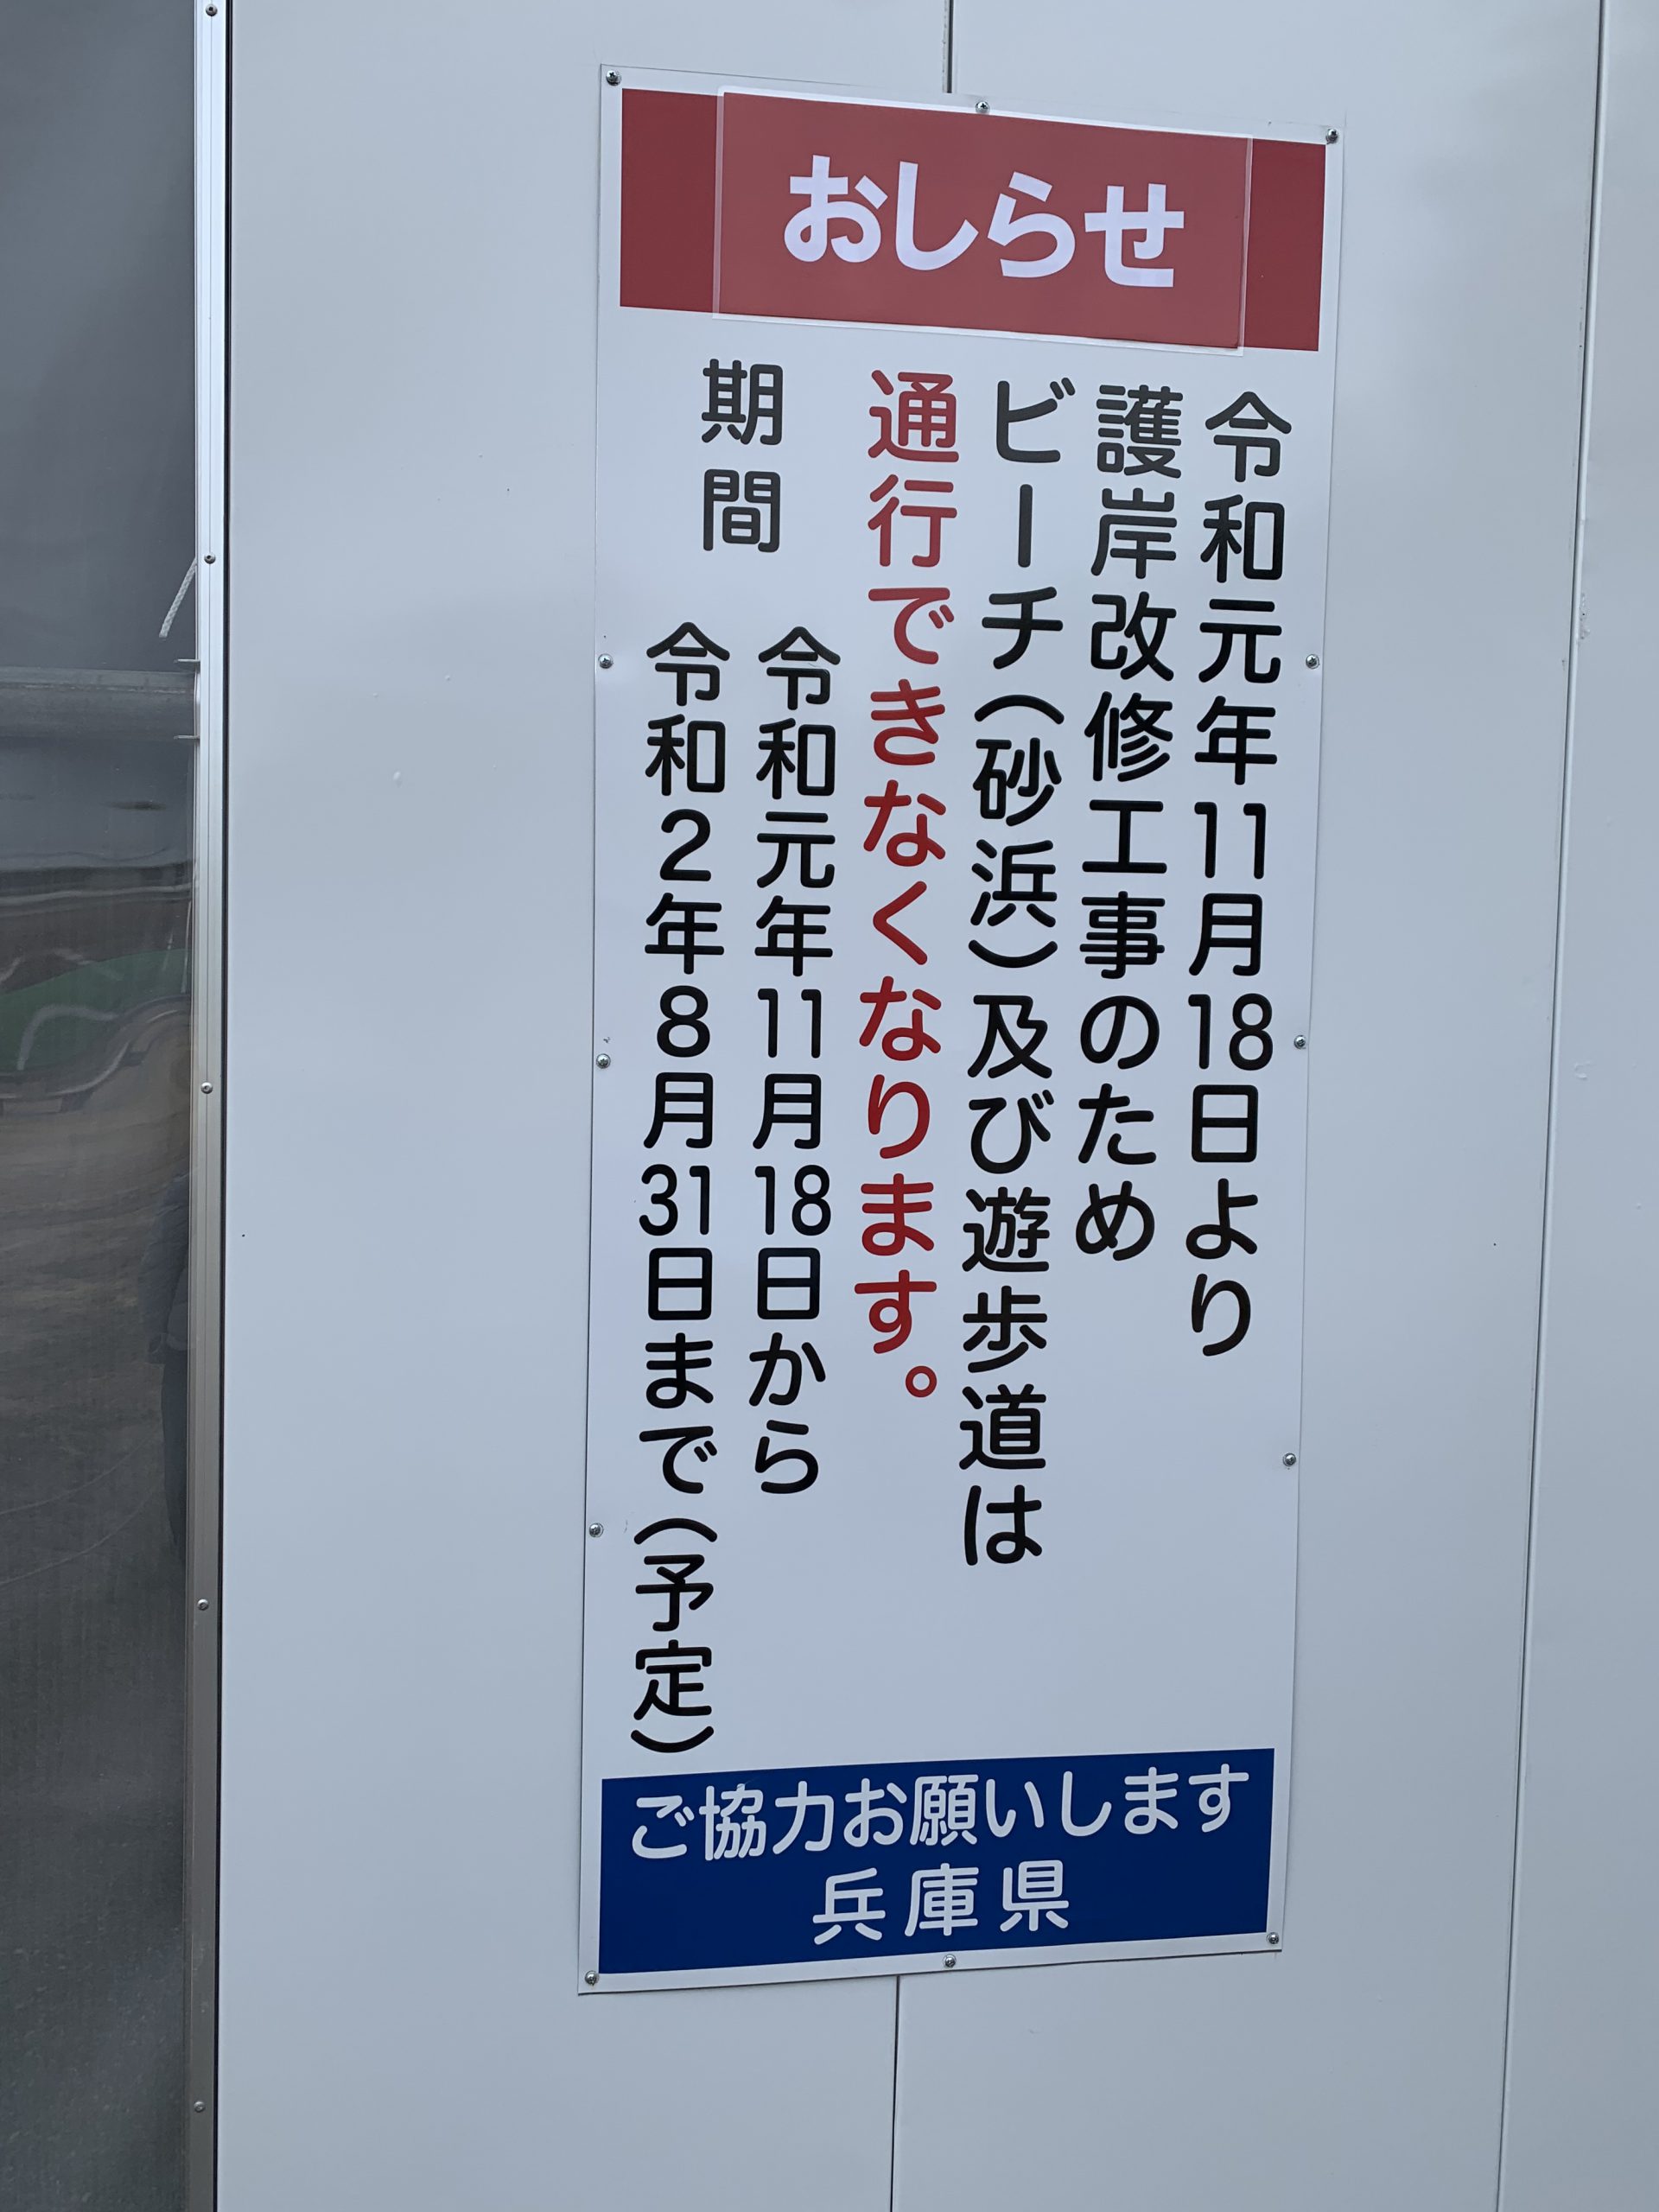 おしらせ
令和元年11月18日より
護岸改修工事のため
ビーチ(砂浜)及び遊歩道は
通行できなくなります。
期間
令和元年11月18日から
令和2年8月31日まで(予定)
ご協力お願いします
兵庫県